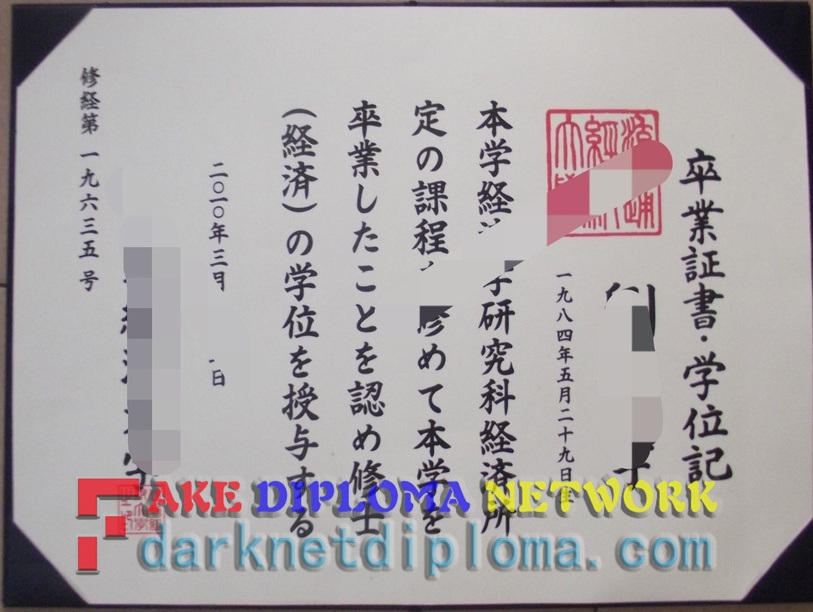 卒業証書・学位記
一九八四年五月二十九日生
本学経 学研究科経済所
定の課程 修めて本学を
卒業したことを認め修士
(経済)の学位を授与する
二〇一〇年三月 日
修経第一九六三五号
FAKE DIPLOMA NETWORK
darknetdiploma.com